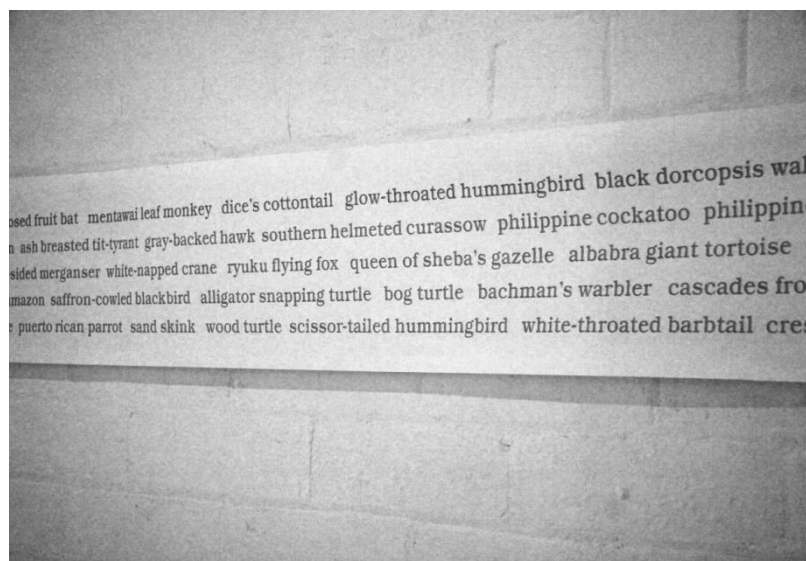 osed fruit bat mentawai leaf monkey dice's cottontail glow-throated hummingbird black dorcopsis wal
n ash breasted tit-tyrant gray-backed hawk southern helmeted curassow philippine cockatoo philippin
sided merganser white-napped crane ryuku flying fox queen of sheba's gazelle albabra giant tortoise
mazon saffron-cowled blackbird alligator snapping turtle bog turtle bachman's warbler cascades fro
e puerto rican parrot sand skink wood turtle scissor-tailed hummingbird white-throated barbtail cres